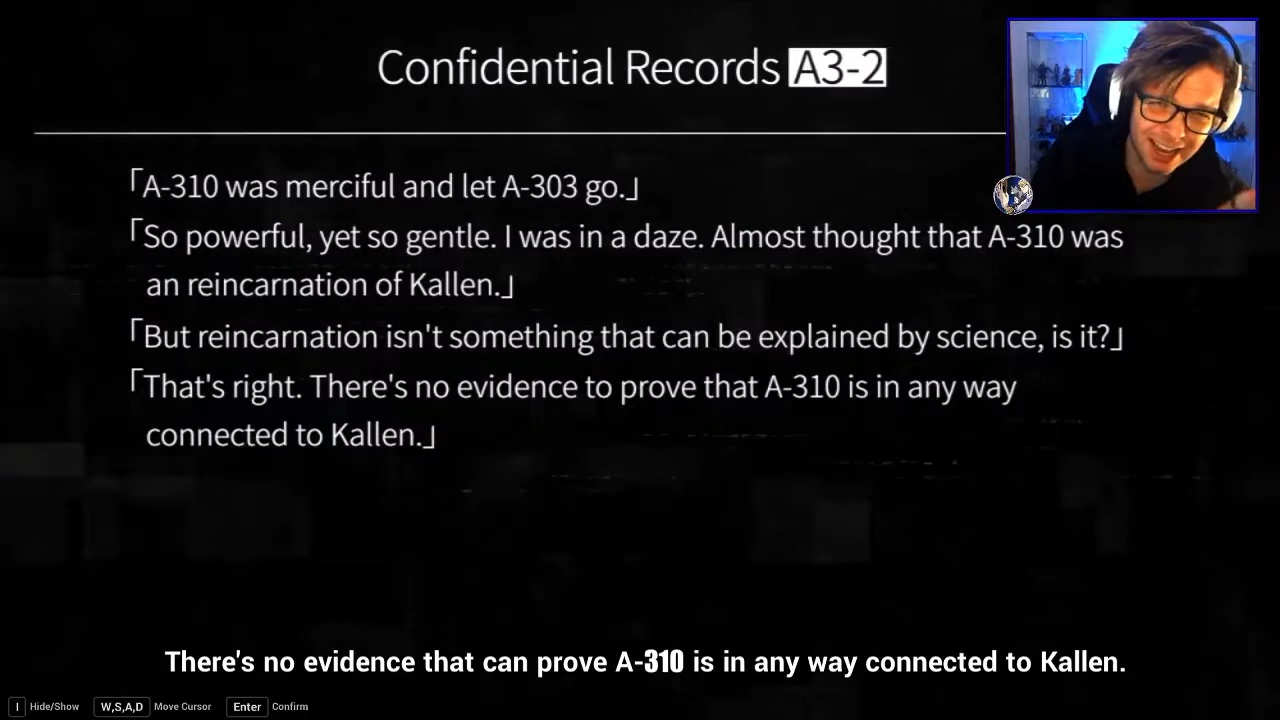 Confidential Records A3-2
「A-310 was merciful and let A-303 go.」
「So powerful, yet so gentle. I was in a daze. Almost thought that A-310 was
an reincarnation of Kallen.」
「But reincarnation isn't something that can be explained by science, is it?」
「That's right. There's no evidence to prove that A-310 is in any way
connected to Kallen.」
There's no evidence that can prove A-310 is in any way connected to Kallen.
I Hide/Show W,S,A,D Move Cursor Enter Confirm